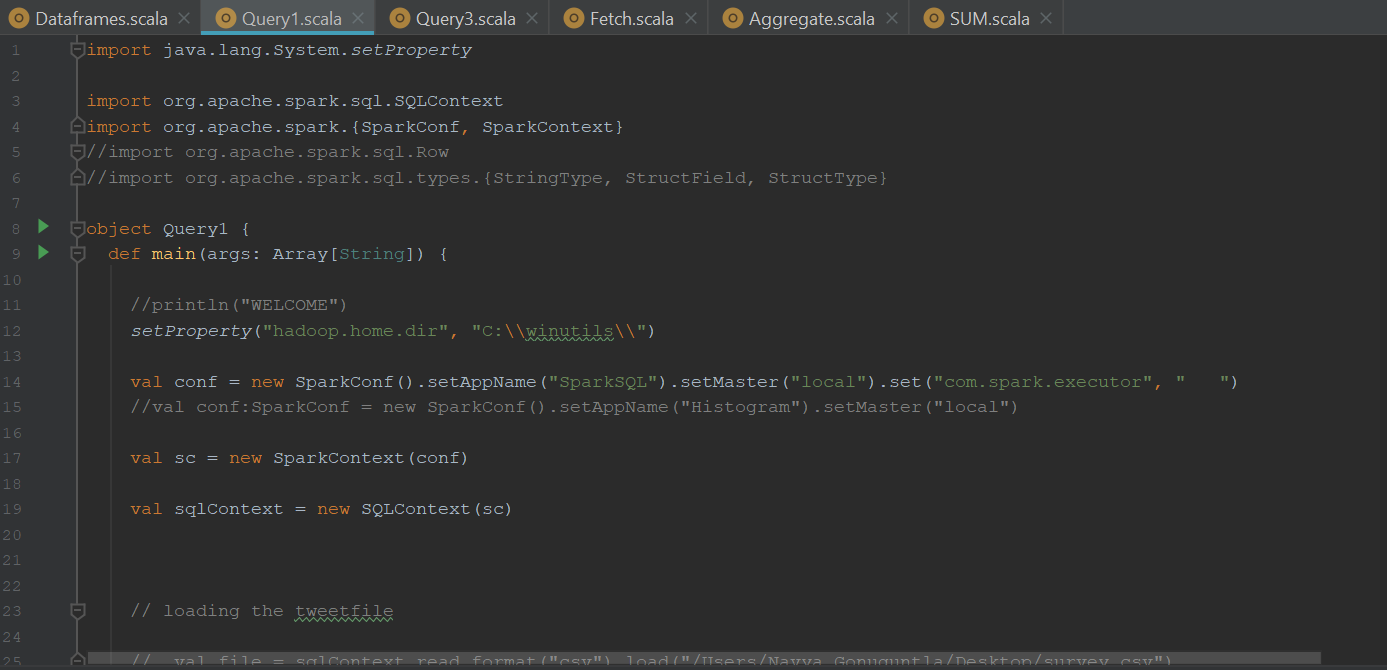 Dataframes.scala Query1.scala Query3.scala Fetch.scala Aggregate.scala SUM.scala
1 import java.lang.System.setProperty
2
3 import org.apache.spark.sql.SQLContext
4 import org.apache.spark.{SparkConf, SparkContext}
5 //import org.apache.spark.sql.Row
6 //import org.apache.spark.sql.types.{StringType, StructField, StructType}
7
8 object Query1 {
9 def main(args: Array[String]) {
10
11 //println("WELCOME")
12 setProperty("hadoop.home.dir", "C:\\winutils\\")
13
14 val conf = new SparkConf().setAppName("SparkSQL").setMaster("local").set("com.spark.executor", "   ")
15 //val conf:SparkConf = new SparkConf().setAppName("Histogram").setMaster("local")
16
17 val sc = new SparkContext(conf)
18
19 val sqlContext = new SQLContext(sc)
20
21
22
23 // loading the tweetfile
24
25 // val file = sqlContext.read.format("csv").load("/Users/Navya Gonuguntla/Desktop/survey.csv")